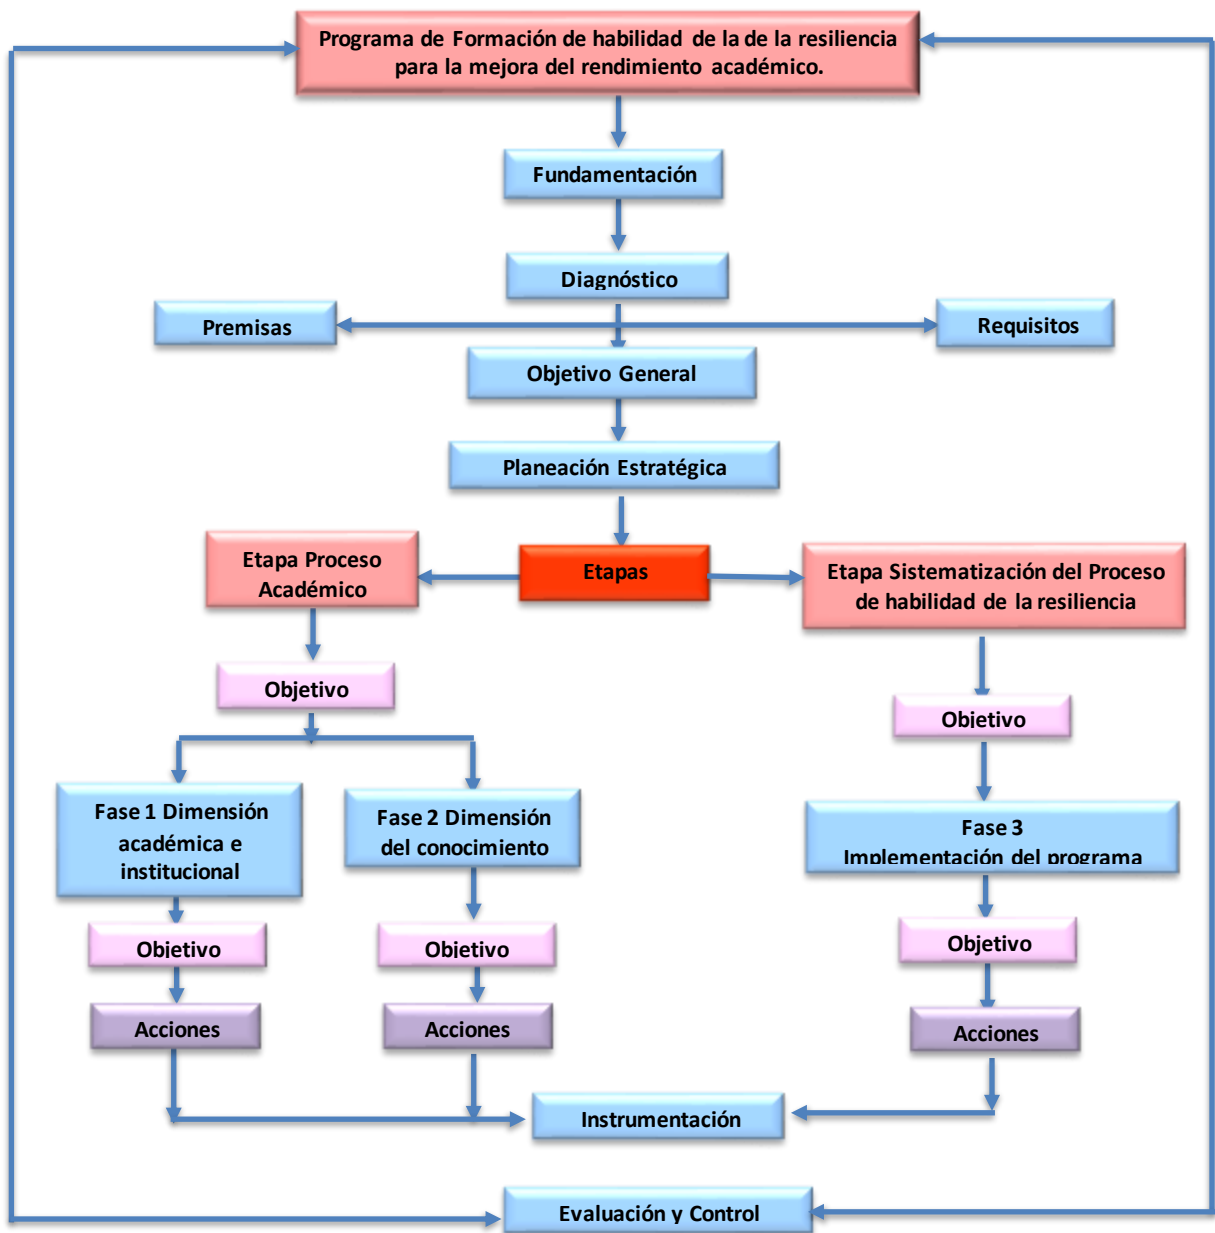 Programa de Formación de habilidad de la de la resiliencia
para la mejora del rendimiento académico.
Fundamentación
Diagnóstico
Premisas
Requisitos
Objetivo General
Planeación Estratégica
Etapa Proceso
Académico
Etapas
Etapa Sistematización del Proceso
de habilidad de la resiliencia
Objetivo
Objetivo
Fase 1 Dimensión
académica e
institucional
Fase 2 Dimensión
del conocimiento
Fase 3
Implementación del programa
Objetivo
Objetivo
Objetivo
Acciones
Acciones
Acciones
Instrumentación
Evaluación y Control